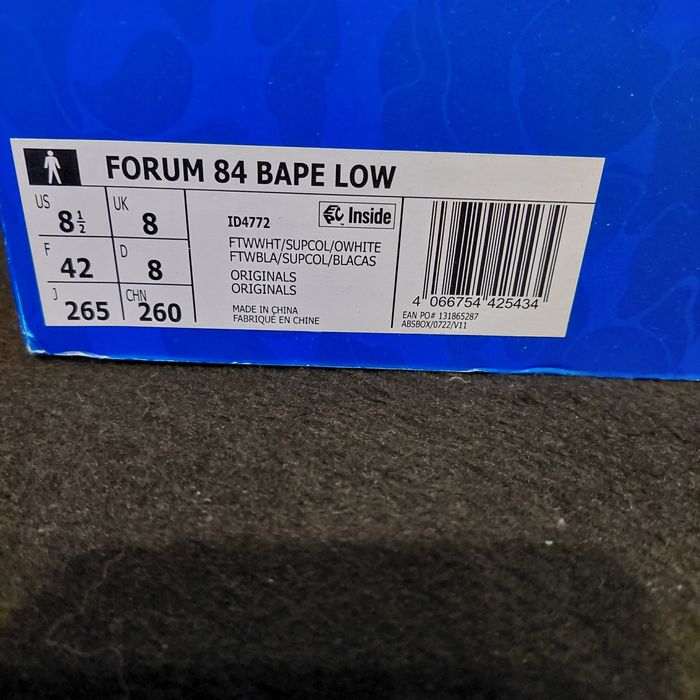 FORUM 84 BAPE LOW
US 8½ UK 8
F 42 D 8
J 265 CHN 260
ID4772 Inside
FTWWHT/SUPCOL/OWHITE
FTWBLA/SUPCOL/BLACAS
ORIGINALS
ORIGINALS
MADE IN CHINA
FABRIQUÉ EN CHINE
4 066754 425434
EAN PO# 131865287
ABSBOX/0722/V11